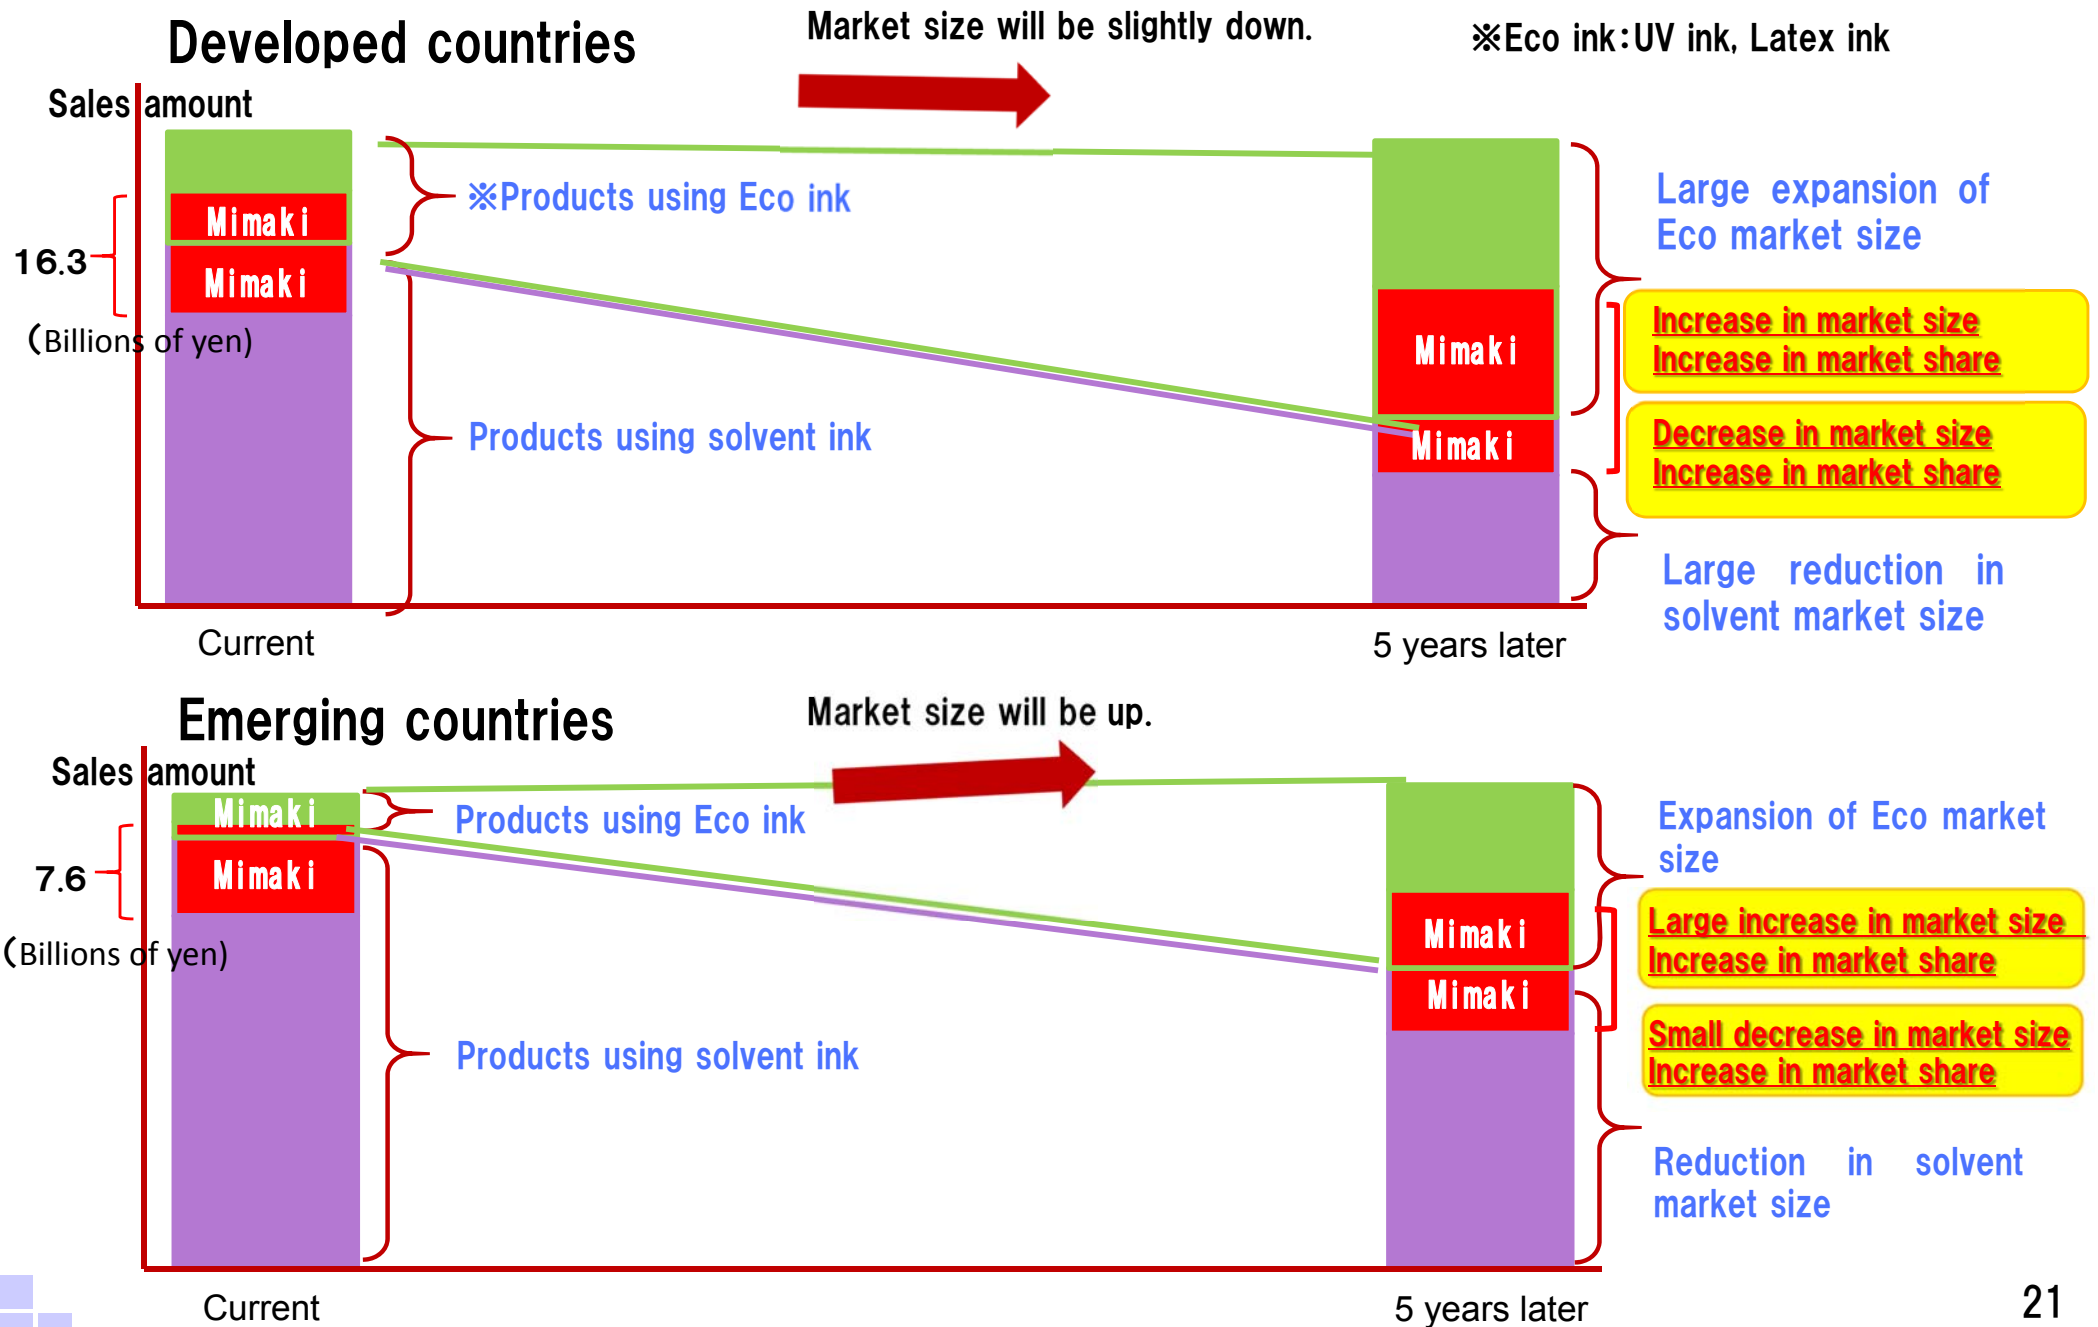 Developed countries
Market size will be slightly down.
※Eco ink:UV ink, Latex ink
Sales amount
Mimaki
Mimaki
16.3
(Billions of yen)
※Products using Eco ink
Products using solvent ink
Mimaki
Mimaki
Large expansion of
Eco market size
Increase in market size
Increase in market share
Decrease in market size
Increase in market share
Large reduction in
solvent market size
Current
5 years later
Emerging countries
Market size will be up.
Sales amount
Mimaki
Mimaki
7.6
(Billions of yen)
Products using Eco ink
Products using solvent ink
Mimaki
Mimaki
Expansion of Eco market
size
Large increase in market size
Increase in market share
Small decrease in market size
Increase in market share
Reduction in solvent
market size
Current
5 years later
21